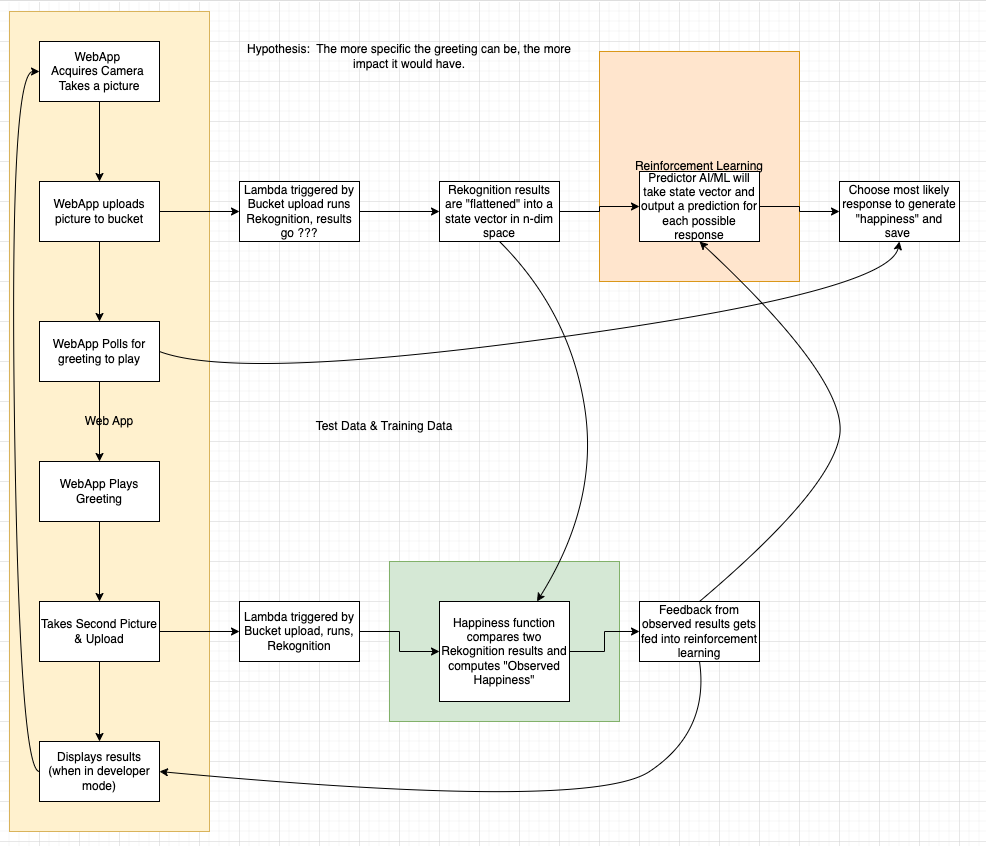 WebApp
Acquires Camera
Takes a picture
Hypothesis:  The more specific the greeting can be, the more
impact it would have.
WebApp uploads
picture to bucket
Lambda triggered by
Bucket upload runs
Rekognition, results
go ???
Rekognition results
are "flattened" into a
state vector in n-dim
space
Reinforcement Learning
Predictor AI/ML will
take state vector and
output a prediction for
each possible
response
Choose most likely
response to generate
"happiness" and
save
WebApp Polls for
greeting to play
Web App
Test Data & Training Data
WebApp Plays
Greeting
Takes Second Picture
& Upload
Lambda triggered by
Bucket upload, runs,
Rekognition
Happiness function
compares two
Rekognition results and
computes "Observed
Happiness"
Feedback from
observed results gets
fed into reinforcement
learning
Displays results
(when in developer
mode)